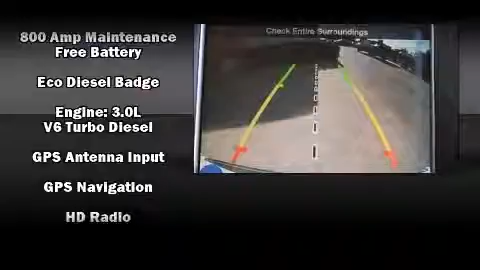 800 Amp Maintenance
Free Battery
Eco Diesel Badge
Engine: 3.0L
V6 Turbo Diesel
GPS Antenna Input
GPS Navigation
HD Radio
Check Entire Surroundings